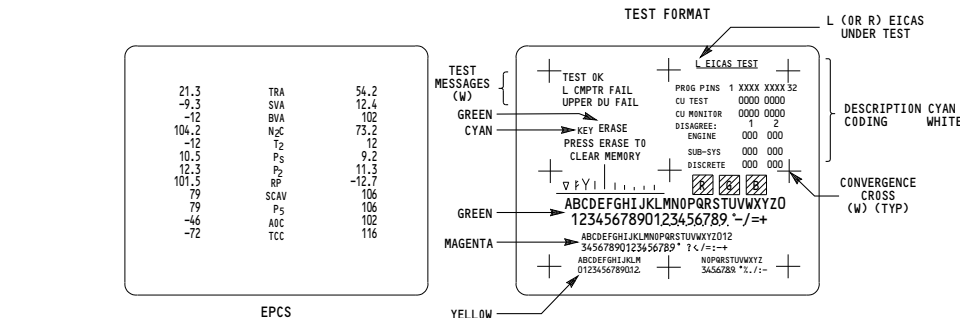 TEST FORMAT
L (OR R) EICAS
UNDER TEST
21.3 TRA 54.2
-9.3 SVA 12.4
-12 BVA 102
104.2 N2C 73.2
-12 T2 12
10.5 PS 9.2
12.3 P2 11.3
101.5 RP -12.7
79 SCAV 106
79 P5 106
-46 AOC 102
-72 TCC 116
EPCS
TEST
MESSAGES
(W)
GREEN
CYAN
GREEN
MAGENTA
YELLOW
TEST OK
L CMPTR FAIL
UPPER DU FAIL
KEY ERASE
PRESS ERASE TO
CLEAR MEMORY
L EICAS TEST
PROG PINS 1 XXXX XXXX 32
CU TEST 0000 0000
CU MONITOR 0000 0000
DISAGREE: 1 2
ENGINE 000 000
SUB-SYS 000 000
DISCRETE 000 000
R G B
ABCDEFGHIJKLMNOPQRSTUVWXYZ0
1234567890123456789.°-/=+
ABCDEFGHIJKLMNOPQRSTUVWXYZ012
34567890123456789° ?</=:-+
ABCDEFGHIJKLM
0123456789012.
NOPQRSTUVWXYZ
3456789. °%./:-
DESCRIPTION CYAN
CODING WHITE
CONVERGENCE
CROSS
(W) (TYP)